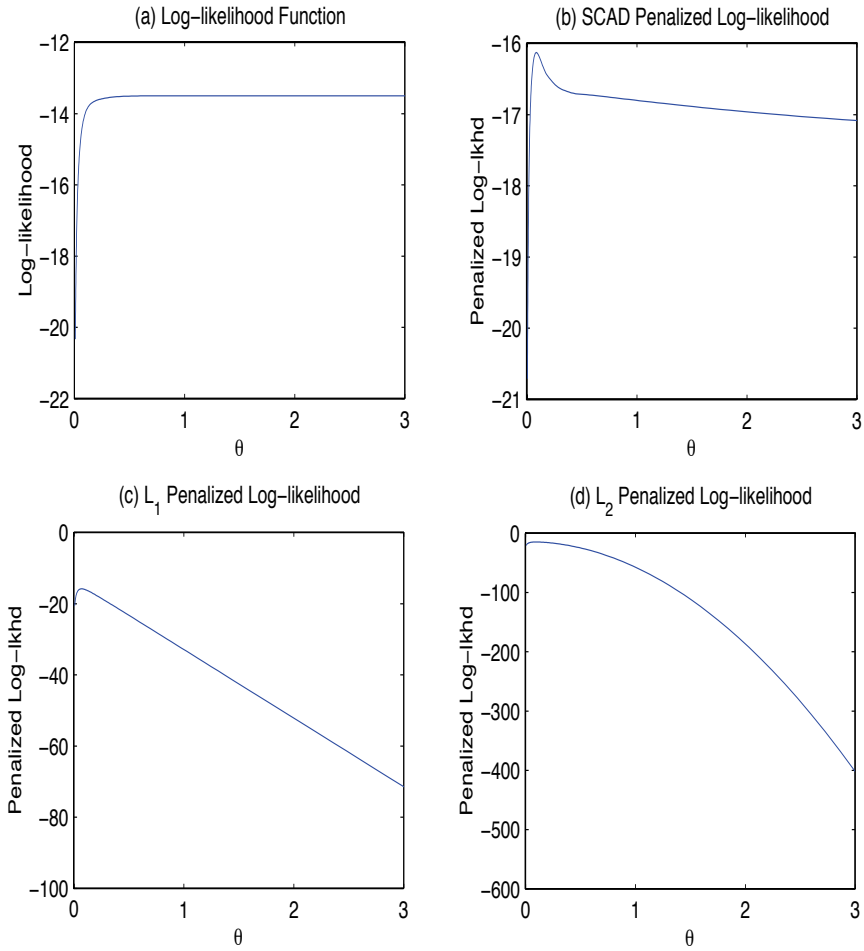 (a) Log−likelihood Function
Log−likelihood
−12
−14
−16
−18
−20
−22
0 1 2 3
θ
(b) SCAD Penalized Log−likelihood
Penalized Log−lkhd
−16
−17
−18
−19
−20
−21
0 1 2 3
θ
(c) L1 Penalized Log−likelihood
Penalized Log−lkhd
0
−20
−40
−60
−80
−100
0 1 2 3
θ
(d) L2 Penalized Log−likelihood
Penalized Log−lkhd
0
−100
−200
−300
−400
−500
−600
0 1 2 3
θ